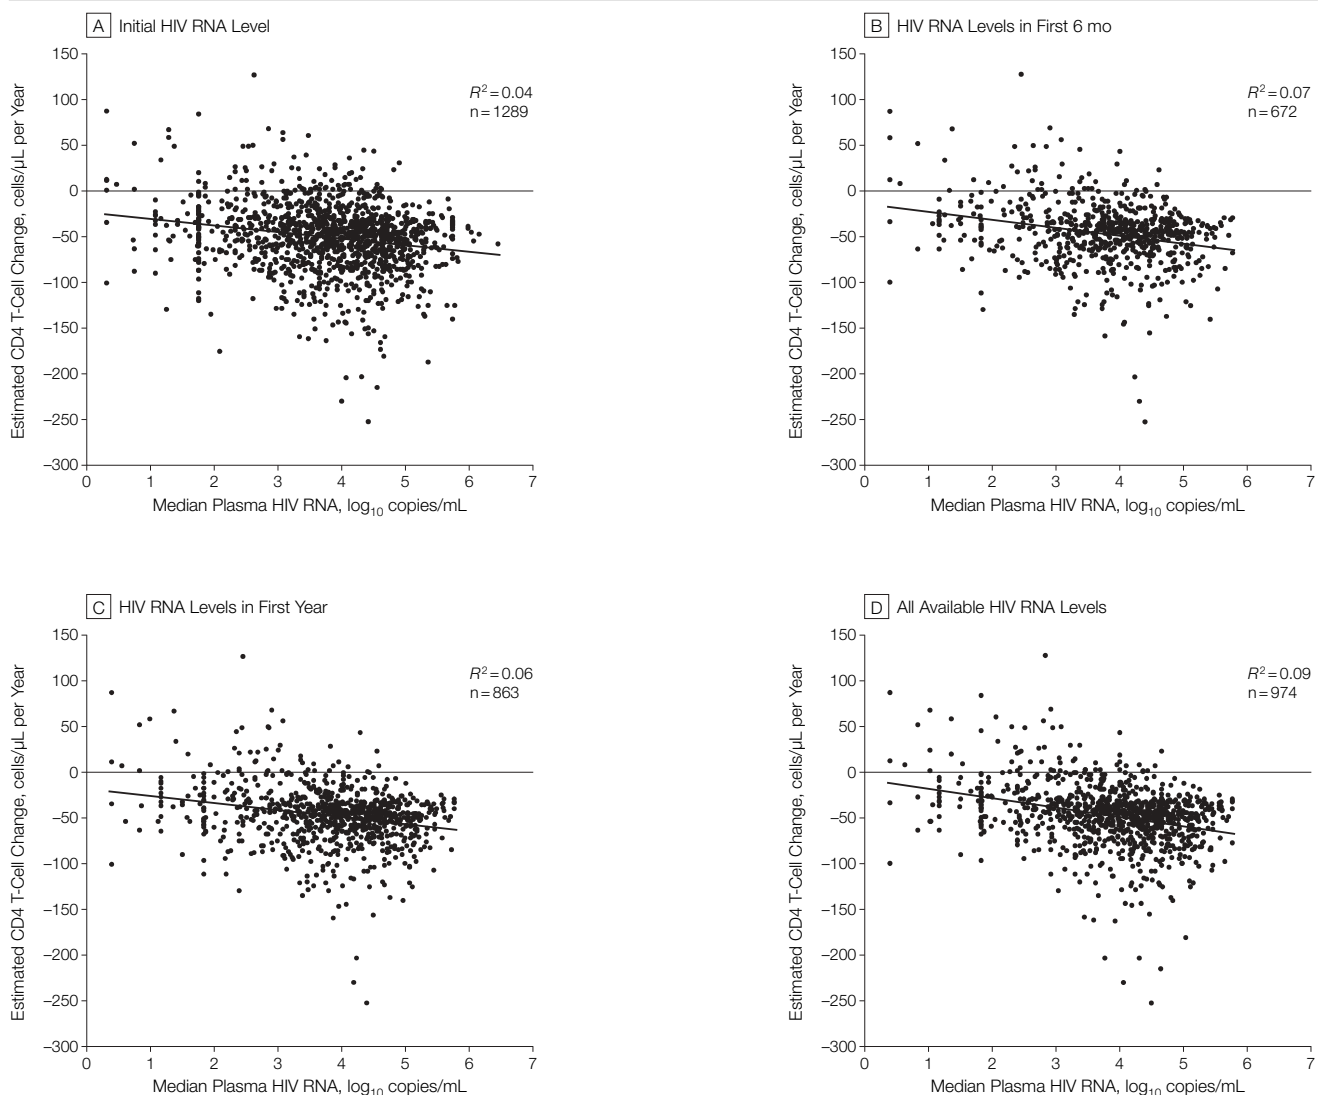 A Initial HIV RNA Level
150
100
50
0
–50
–100
–150
–200
–250
–300
Estimated CD4 T-Cell Change, cells/µL per Year
R² = 0.04
n = 1289
0 1 2 3 4 5 6 7
Median Plasma HIV RNA, log₁₀ copies/mL
B HIV RNA Levels in First 6 mo
150
100
50
0
–50
–100
–150
–200
–250
–300
Estimated CD4 T-Cell Change, cells/µL per Year
R² = 0.07
n = 672
0 1 2 3 4 5 6 7
Median Plasma HIV RNA, log₁₀ copies/mL
C HIV RNA Levels in First Year
150
100
50
0
–50
–100
–150
–200
–250
–300
Estimated CD4 T-Cell Change, cells/µL per Year
R² = 0.06
n = 863
0 1 2 3 4 5 6 7
Median Plasma HIV RNA, log₁₀ copies/mL
D All Available HIV RNA Levels
150
100
50
0
–50
–100
–150
–200
–250
–300
Estimated CD4 T-Cell Change, cells/µL per Year
R² = 0.09
n = 974
0 1 2 3 4 5 6 7
Median Plasma HIV RNA, log₁₀ copies/mL